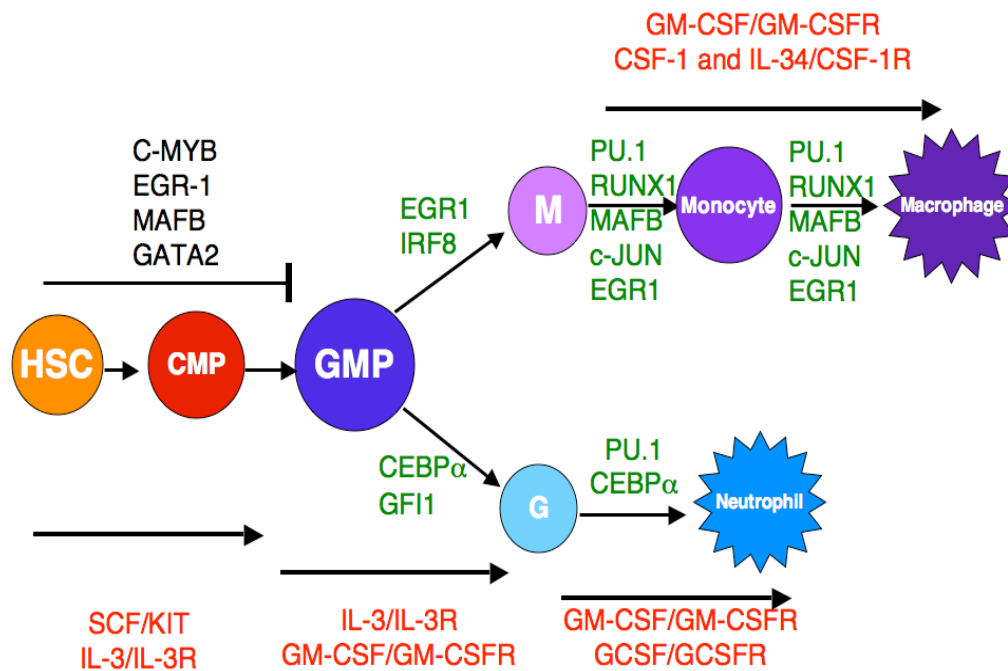 GM-CSF/GM-CSFR
CSF-1 and IL-34/CSF-1R
C-MYB
EGR-1
MAFB
GATA2
EGR1
IRF8
M
PU.1
RUNX1
MAFB
c-JUN
EGR1
Monocyte
PU.1
RUNX1
MAFB
c-JUN
EGR1
Macrophage
HSC
CMP
GMP
CEBPα
GFI1
G
PU.1
CEBPα
Neutrophil
SCF/KIT
IL-3/IL-3R
IL-3/IL-3R
GM-CSF/GM-CSFR
GM-CSF/GM-CSFR
GCSF/GCSFR